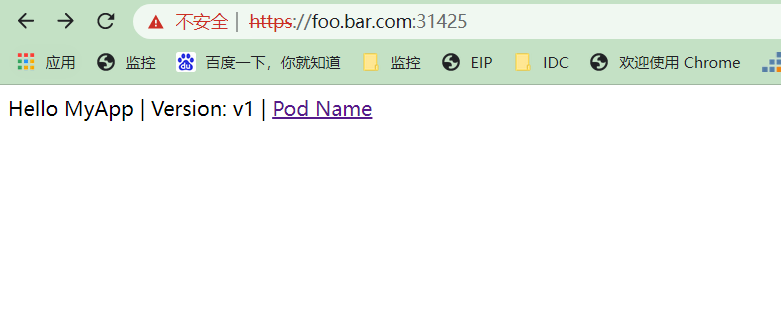 不安全 | https://foo.bar.com:31425
应用 监控 百度一下，你就知道 监控 EIP IDC 欢迎使用 Chrome
Hello MyApp | Version: v1 | Pod Name